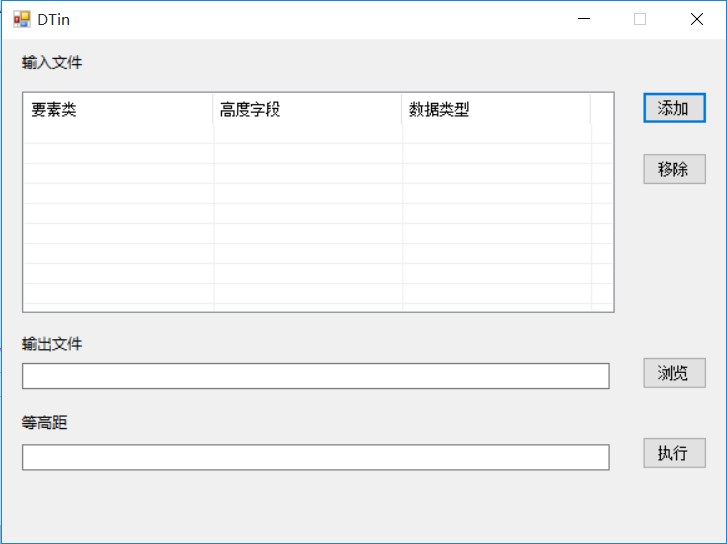 DTin
输入文件
要素类 高度字段 数据类型
添加
移除
输出文件
浏览
等高距
执行